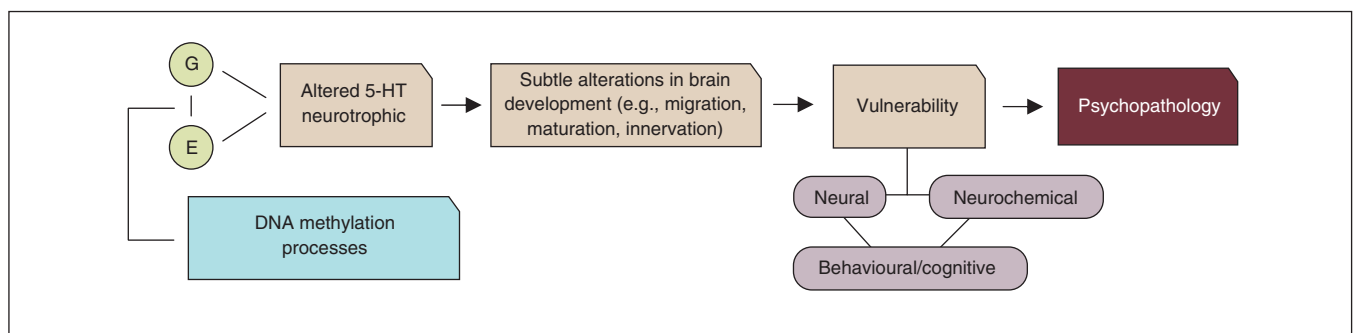 G
E
Altered 5-HT
neurotrophic
Subtle alterations in brain
development (e.g., migration,
maturation, innervation)
Vulnerability
Psychopathology
DNA methylation
processes
Neural
Neurochemical
Behavioural/cognitive